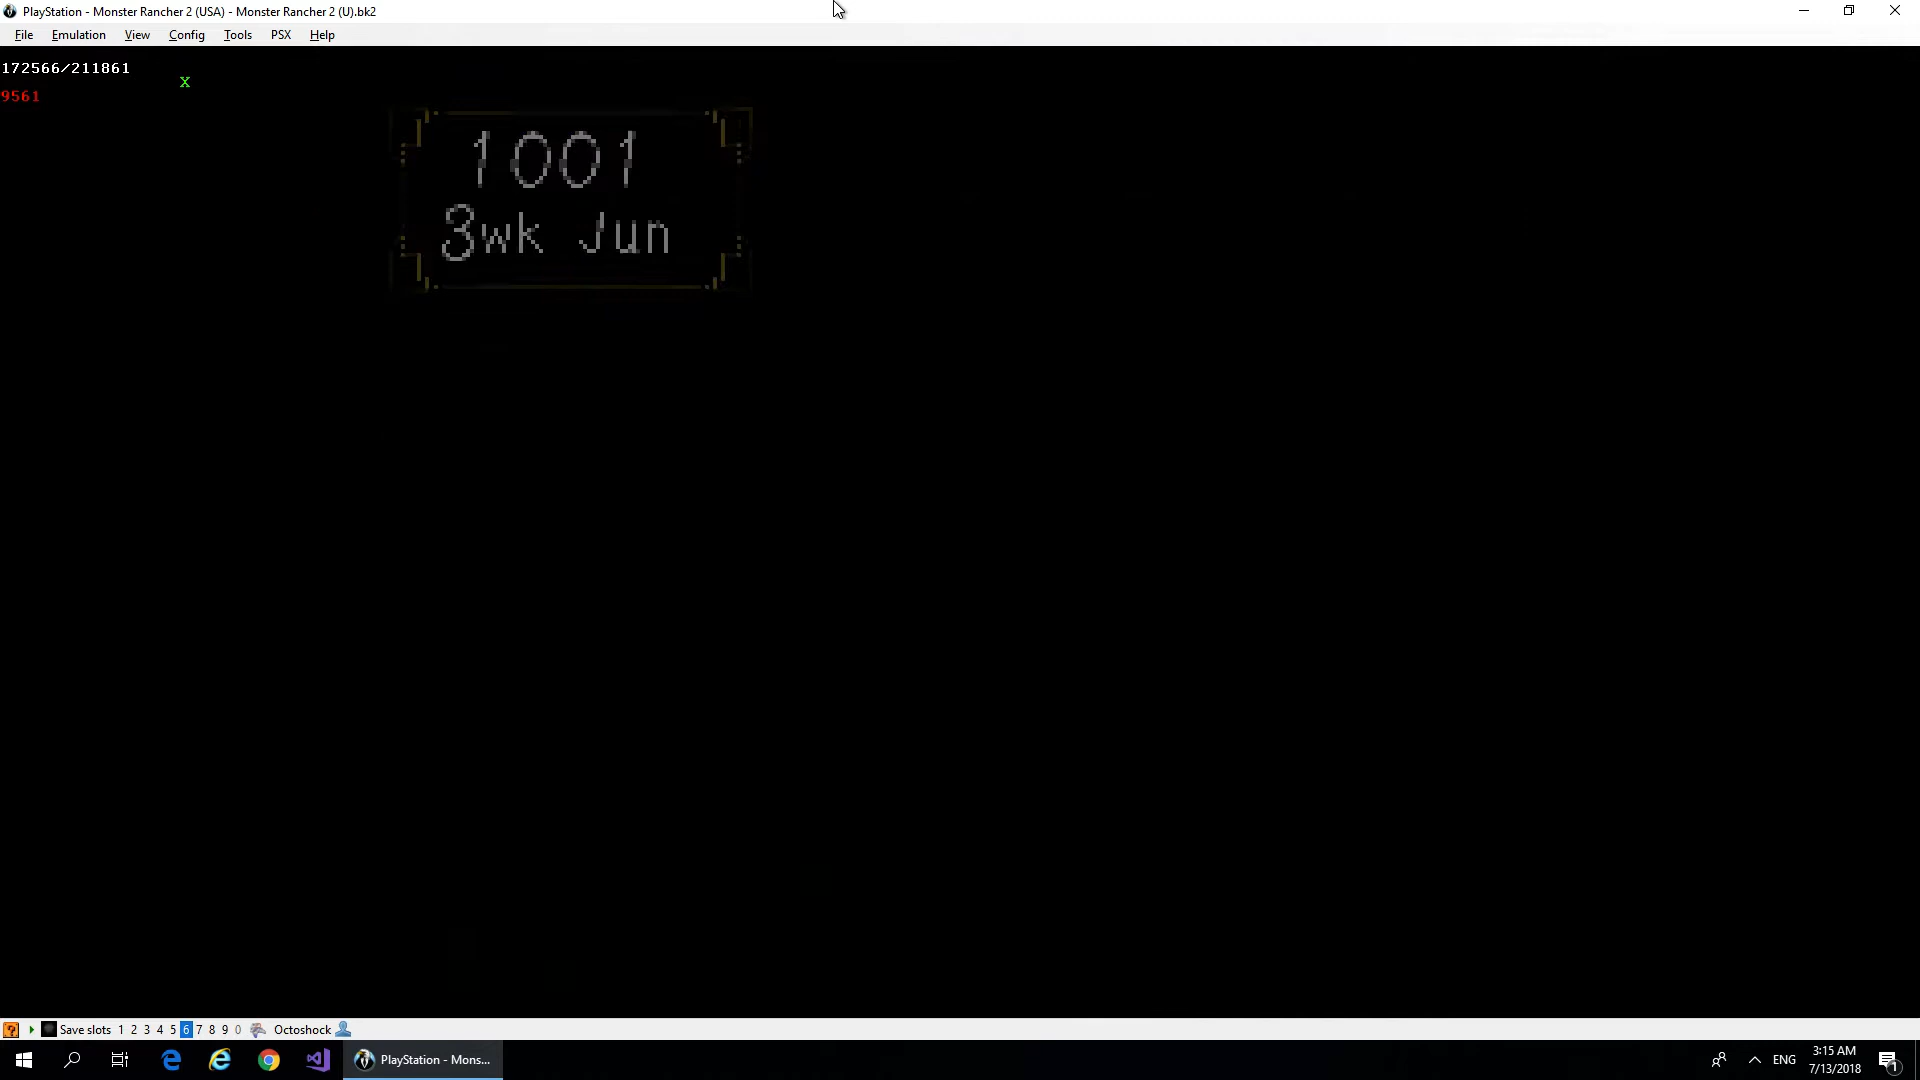 PlayStation - Monster Rancher 2 (USA) - Monster Rancher 2 (U).bk2
File Emulation View Config Tools PSX Help
172566/211861
X
9561
1001
3wk Jun
Save slots 1 2 3 4 5 6 7 8 9 0 Octoshock
PlayStation - Mons...
ENG
3:15 AM
7/13/2018
1